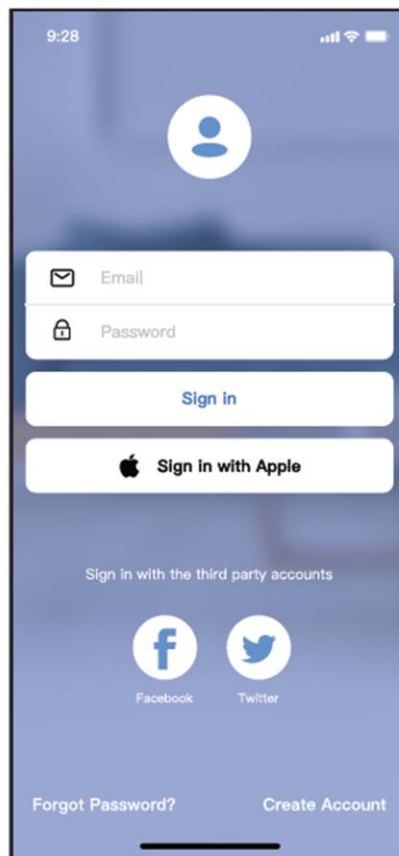 9:28
Email
Password
Sign in
Sign in with Apple
Sign in with the third party accounts
Facebook Twitter
Forgot Password? Create Account